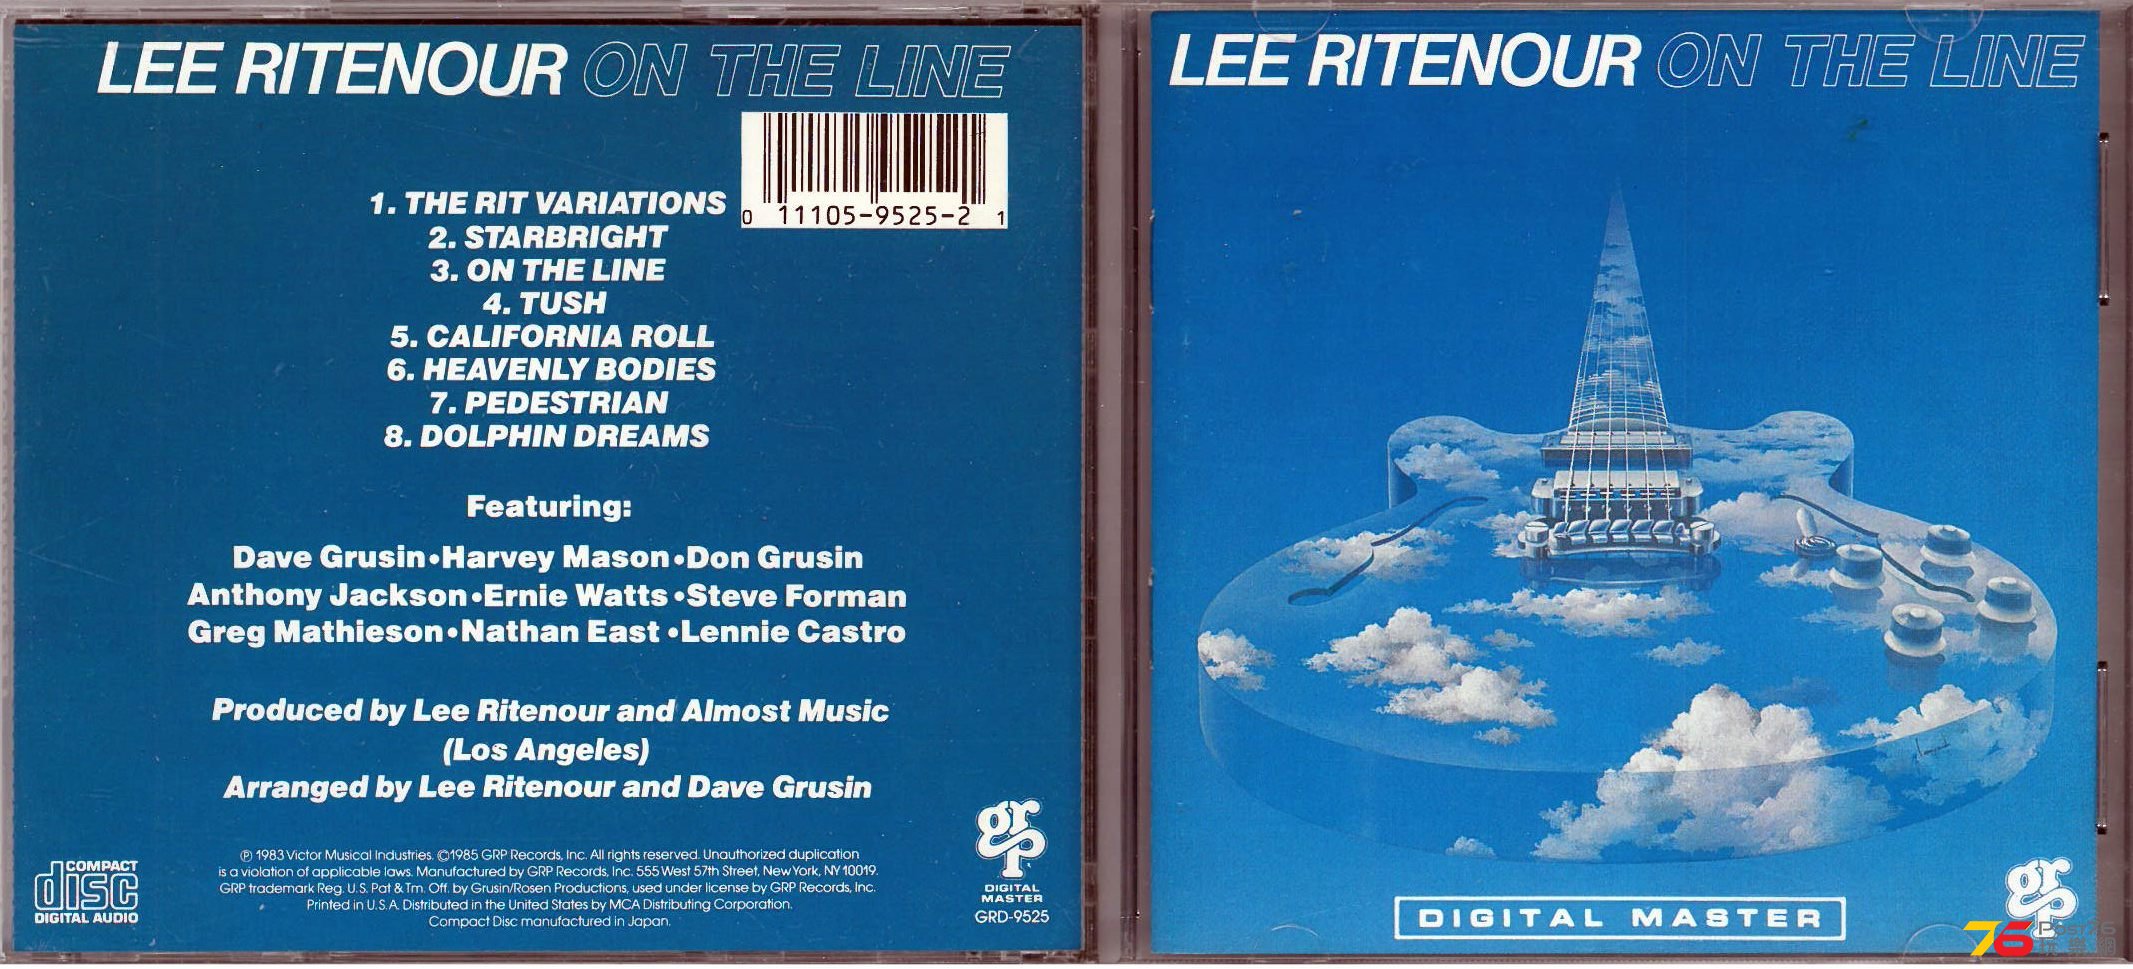 LEE RITENOUR ON THE LINE
0 11105-9525-2 1
1. THE RIT VARIATIONS
2. STARBRIGHT
3. ON THE LINE
4. TUSH
5. CALIFORNIA ROLL
6. HEAVENLY BODIES
7. PEDESTRIAN
8. DOLPHIN DREAMS
Featuring:
Dave Grusin•Harvey Mason•Don Grusin
Anthony Jackson•Ernie Watts•Steve Forman
Greg Mathieson•Nathan East•Lennie Castro
Produced by Lee Ritenour and Almost Music
(Los Angeles)
Arranged by Lee Ritenour and Dave Grusin
℗ 1983 Victor Musical Industries. ©1985 GRP Records, Inc. All rights reserved. Unauthorized duplication
is a violation of applicable laws. Manufactured by GRP Records, Inc. 555 West 57th Street, New York, NY 10019.
GRP trademark Reg. U.S. Pat & Tm. Off. by Grusin/Rosen Productions, used under license by GRP Records, Inc.
Printed in U.S.A. Distributed in the United States by MCA Distributing Corporation.
Compact Disc manufactured in Japan.
COMPACT
disc
DIGITAL AUDIO
grp
DIGITAL
MASTER
GRD-9525
LEE RITENOUR ON THE LINE
DIGITAL MASTER
grp
76 Post76